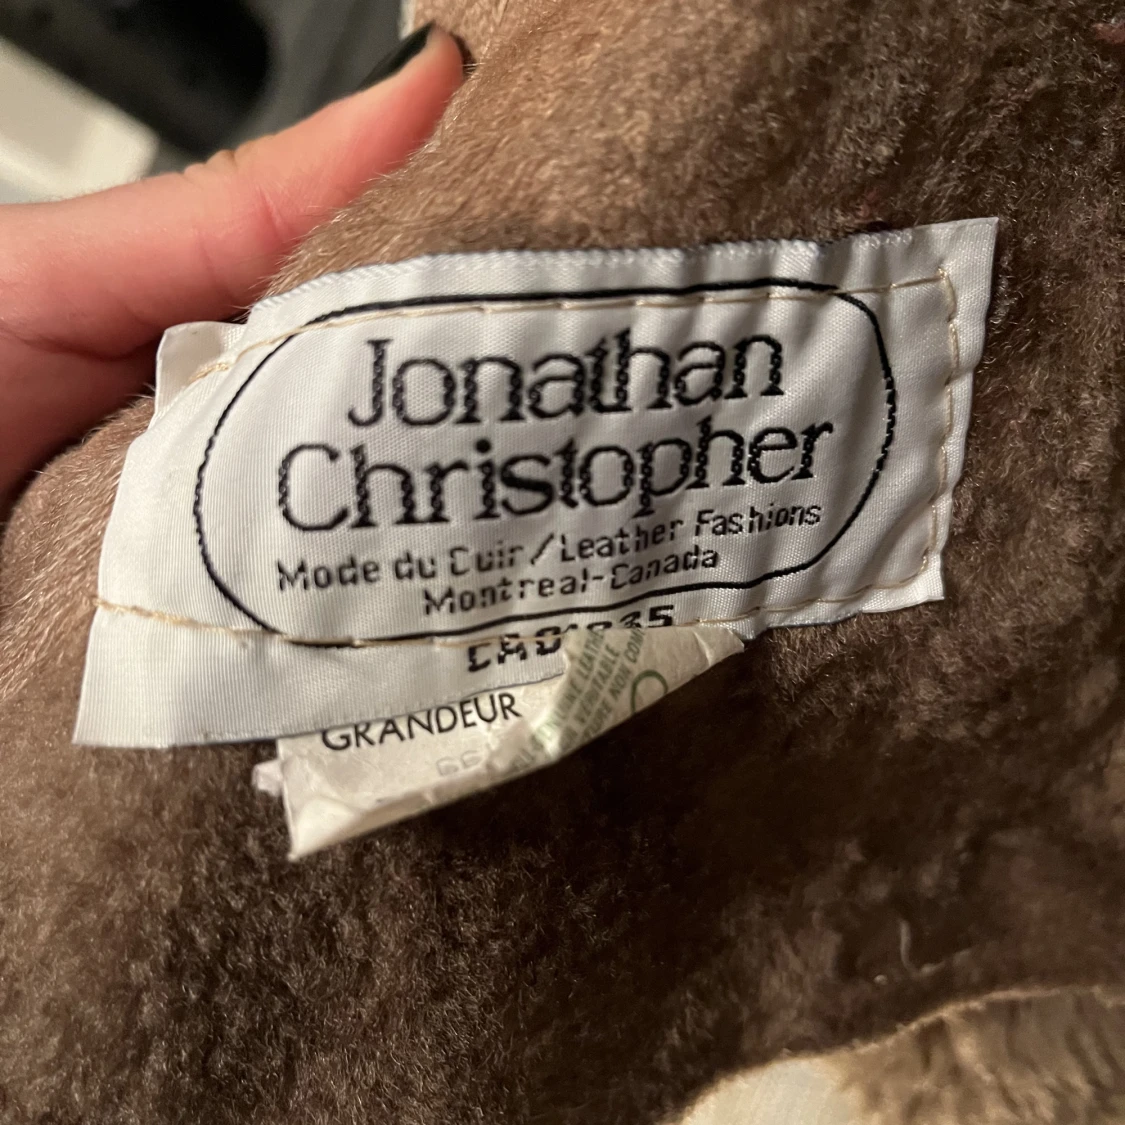 Jonathan
Christopher
Mode du Cuir/Leather Fashions
Montreal-Canada
GRANDEUR